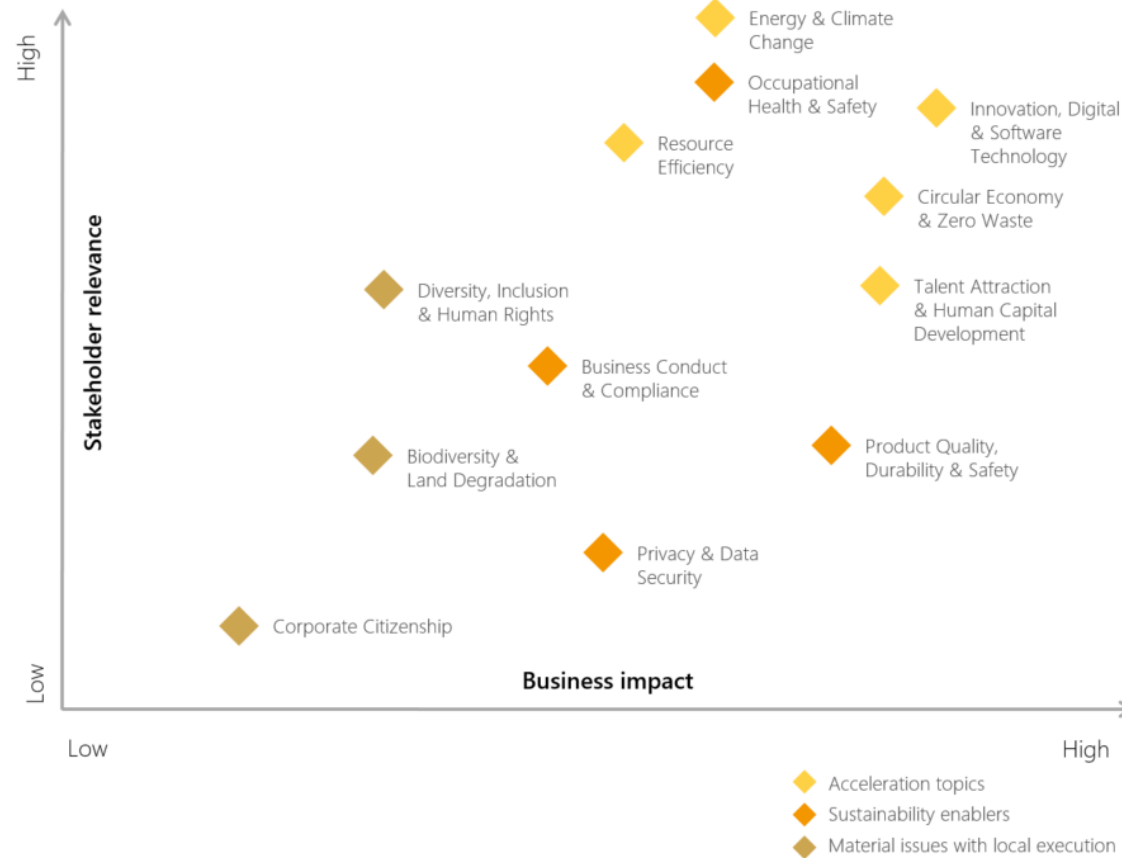 High
Energy & Climate
Change
Occupational
Health & Safety
Innovation, Digital
& Software
Technology
Resource
Efficiency
Circular Economy
& Zero Waste
Stakeholder relevance
Diversity, Inclusion
& Human Rights
Talent Attraction
& Human Capital
Development
Business Conduct
& Compliance
Biodiversity &
Land Degradation
Product Quality,
Durability & Safety
Privacy & Data
Security
Corporate Citizenship
Low
Business impact
Low
High
Acceleration topics
Sustainability enablers
Material issues with local execution